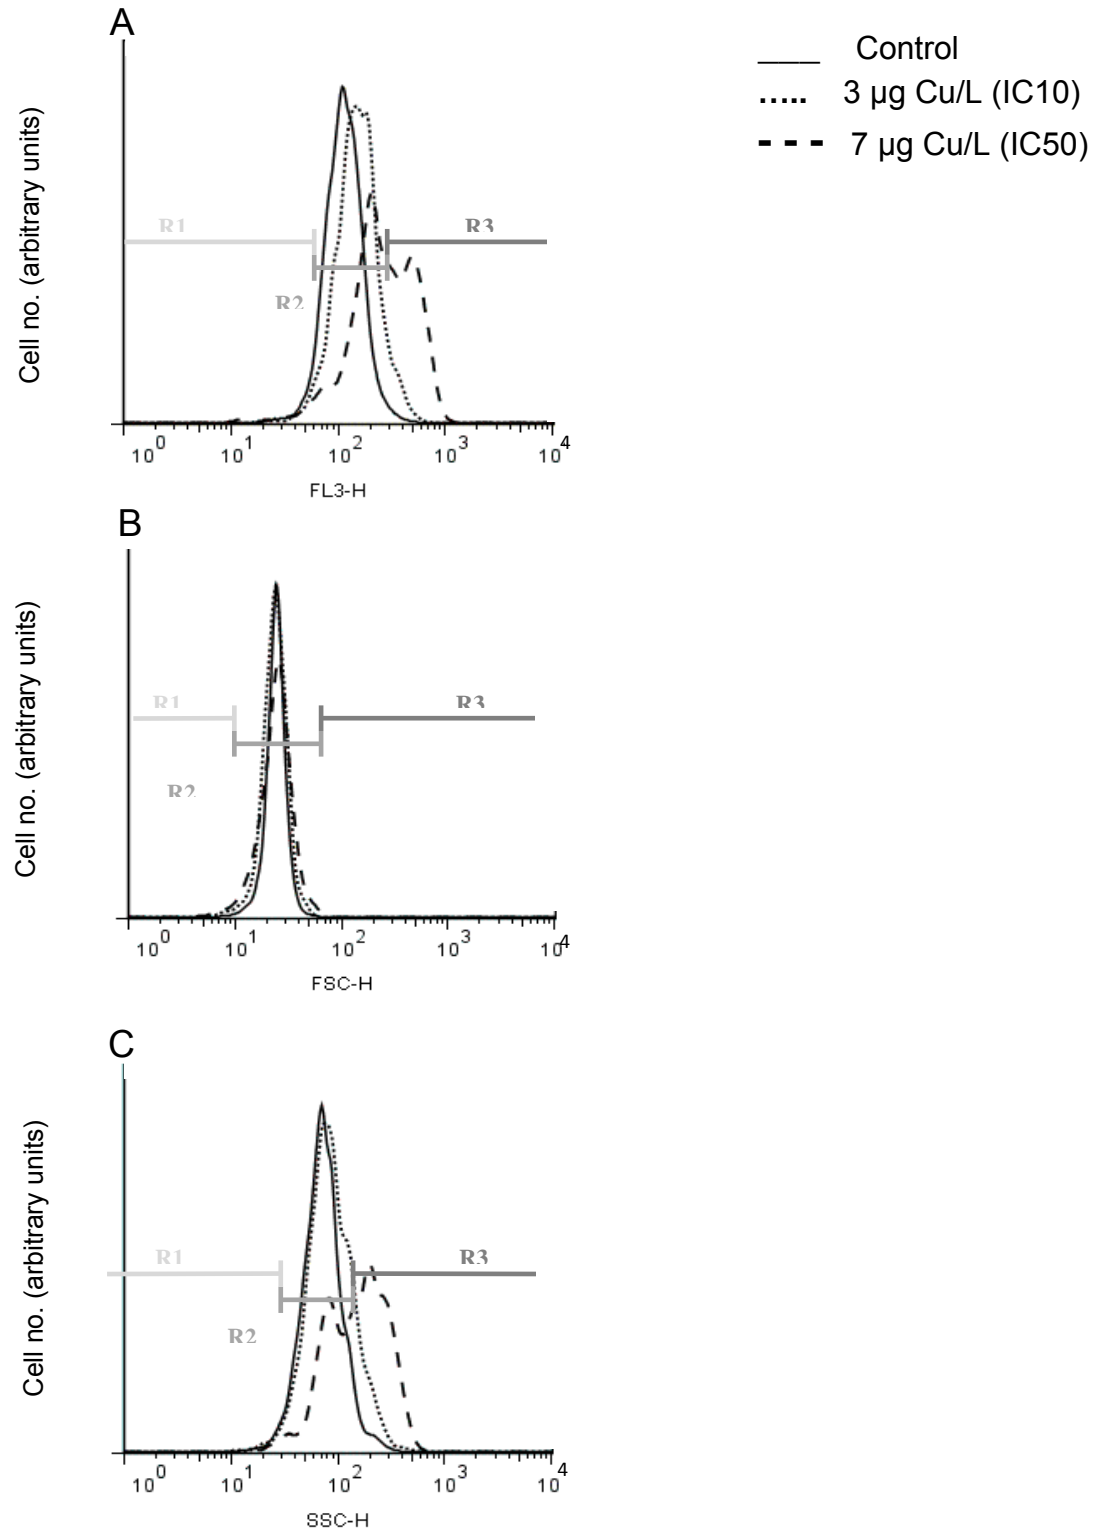 A
Control
3 µg Cu/L (IC10)
7 µg Cu/L (IC50)
Cell no. (arbitrary units)
R1
R3
R2
10^0 10^1 10^2 10^3 10^4
FL3-H
B
Cell no. (arbitrary units)
R1
R3
R2
10^0 10^1 10^2 10^3 10^4
FSC-H
C
Cell no. (arbitrary units)
R1
R3
R2
10^0 10^1 10^2 10^3 10^4
SSC-H